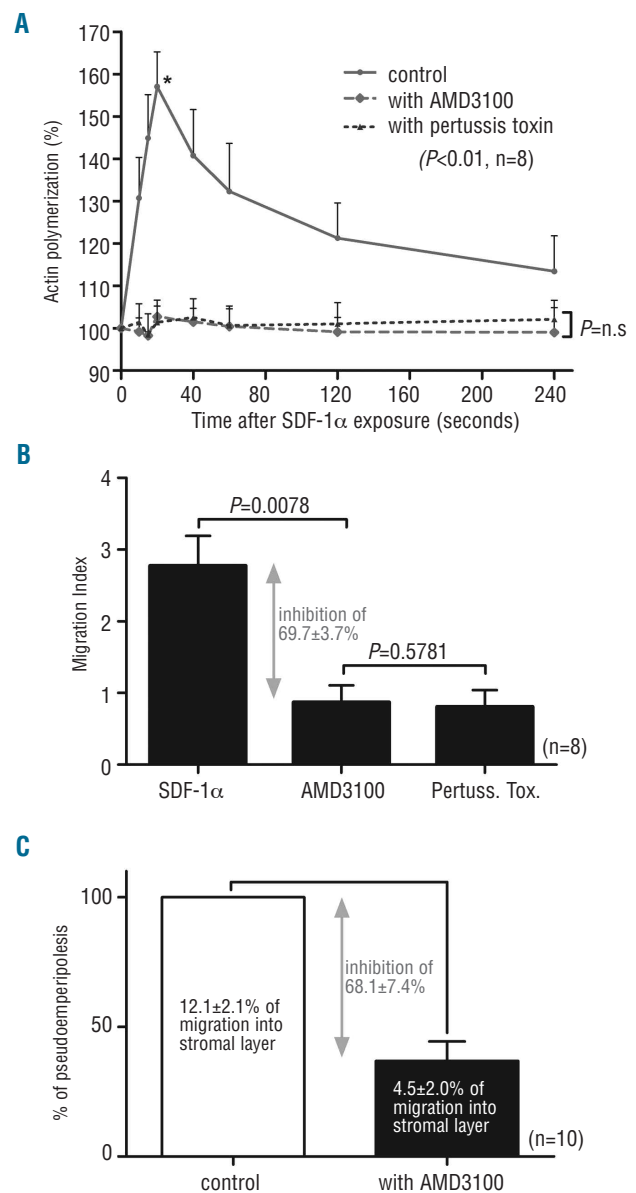 A
170
160
150
140
130
120
110
100
90
Actin polymerization (%)
*
control
with AMD3100
with pertussis toxin
(P<0.01, n=8)
P=n.s
0 40 80 120 160 200 240
Time after SDF-1α exposure (seconds)
B
4
3
2
1
0
Migration Index
P=0.0078
inhibition of
69.7±3.7%
P=0.5781
(n=8)
SDF-1α AMD3100 Pertuss. Tox.
C
100
50
0
% of pseudoemperipolesis
inhibition of
68.1±7.4%
12.1±2.1% of
migration into
stromal layer
4.5±2.0% of
migration into
stromal layer
(n=10)
control with AMD3100